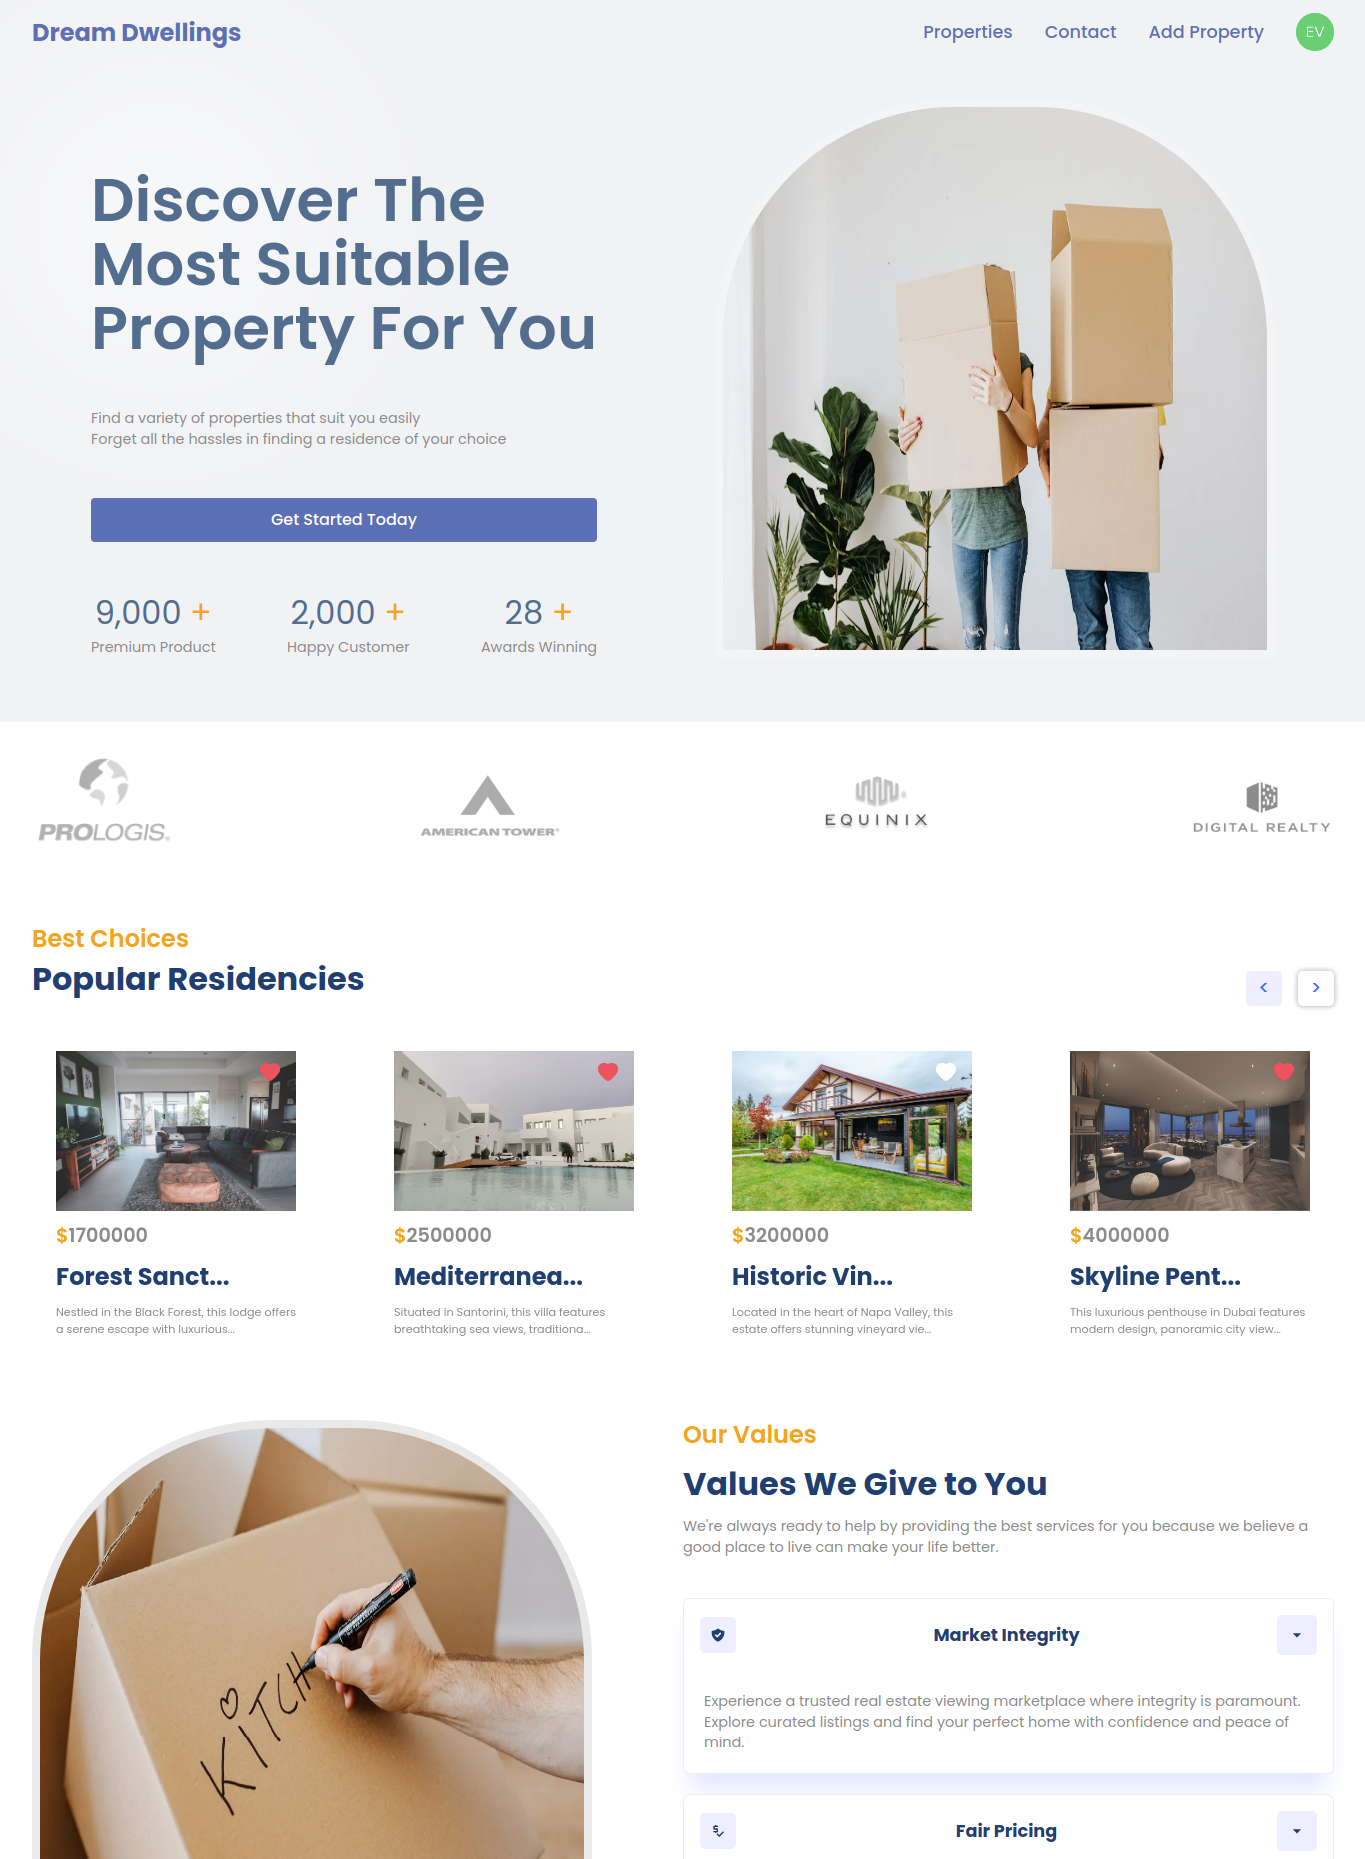 Dream Dwellings
Properties
Contact
Add Property
EV
Discover The
Most Suitable
Property For You
Find a variety of properties that suit you easily
Forget all the hassles in finding a residence of your choice
Get Started Today
9,000 +
Premium Product
2,000 +
Happy Customer
28 +
Awards Winning
PROLOGIS®
AMERICAN TOWER®
EQUINIX
DIGITAL REALTY
Best Choices
Popular Residencies
<
>
$1700000
Forest Sanct...
Nestled in the Black Forest, this lodge offers
a serene escape with luxurious...
$2500000
Mediterranea...
Situated in Santorini, this villa features
breathtaking sea views, traditiona...
$3200000
Historic Vin...
Located in the heart of Napa Valley, this
estate offers stunning vineyard vie...
$4000000
Skyline Pent...
This luxurious penthouse in Dubai features
modern design, panoramic city view...
KITCH
Our Values
Values We Give to You
We're always ready to help by providing the best services for you because we believe a
good place to live can make your life better.
Market Integrity
Experience a trusted real estate viewing marketplace where integrity is paramount.
Explore curated listings and find your perfect home with confidence and peace of
mind.
Fair Pricing